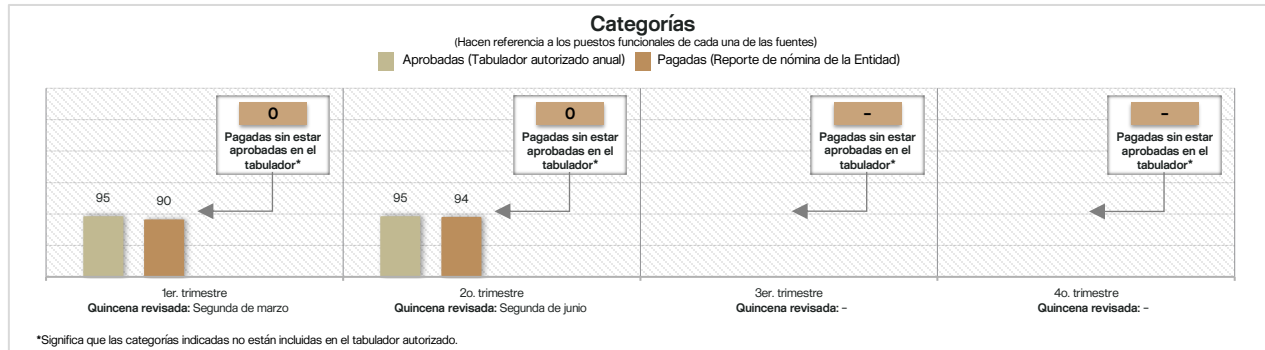 Categorías
(Hacen referencia a los puestos funcionales de cada una de las fuentes)
Aprobadas (Tabulador autorizado anual) Pagadas (Reporte de nómina de la Entidad)
0
Pagadas sin estar
aprobadas en el
tabulador*
0
Pagadas sin estar
aprobadas en el
tabulador*
–
Pagadas sin estar
aprobadas en el
tabulador*
–
Pagadas sin estar
aprobadas en el
tabulador*
95 90
95 94
1er. trimestre
Quincena revisada: Segunda de marzo
2o. trimestre
Quincena revisada: Segunda de junio
3er. trimestre
Quincena revisada: –
4o. trimestre
Quincena revisada: –
*Significa que las categorías indicadas no están incluidas en el tabulador autorizado.